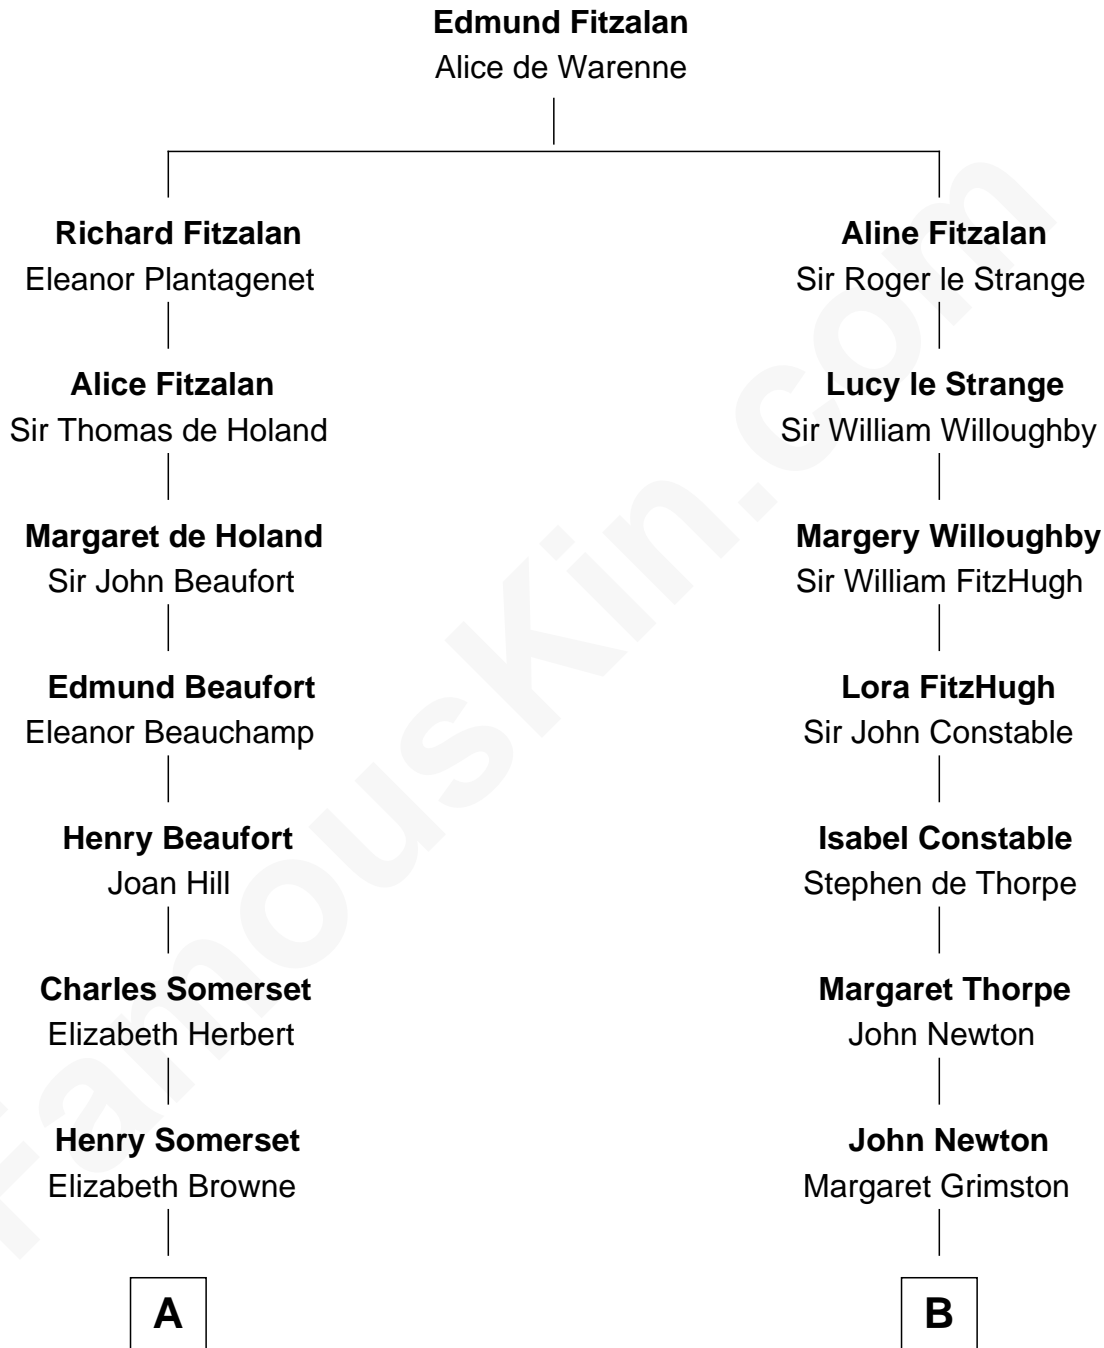 Edmund Fitzalan
Alice de Warenne
Richard Fitzalan
Eleanor Plantagenet
Aline Fitzalan
Sir Roger le Strange
Alice Fitzalan
Sir Thomas de Holand
Lucy le Strange
Sir William Willoughby
Margaret de Holand
Sir John Beaufort
Margery Willoughby
Sir William FitzHugh
Edmund Beaufort
Eleanor Beauchamp
Lora FitzHugh
Sir John Constable
Henry Beaufort
Joan Hill
Isabel Constable
Stephen de Thorpe
Charles Somerset
Elizabeth Herbert
Margaret Thorpe
John Newton
Henry Somerset
Elizabeth Browne
John Newton
Margaret Grimston
A
B
FamousKin.com